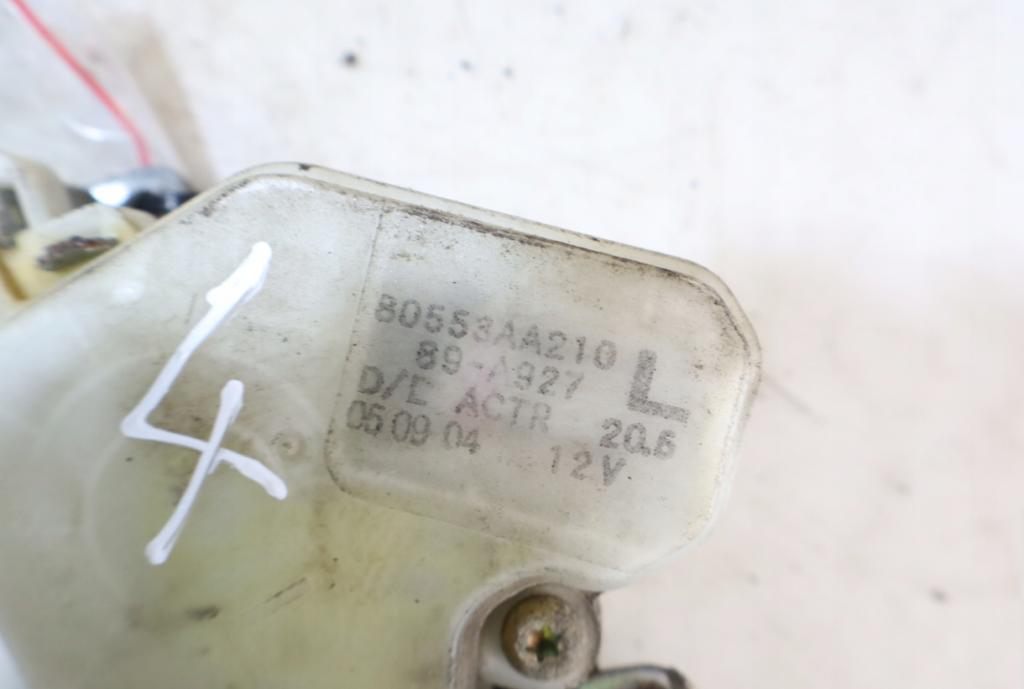 4
80553AA210
89-A927 L
D/E ACTR 20.6
05 09 04 12V